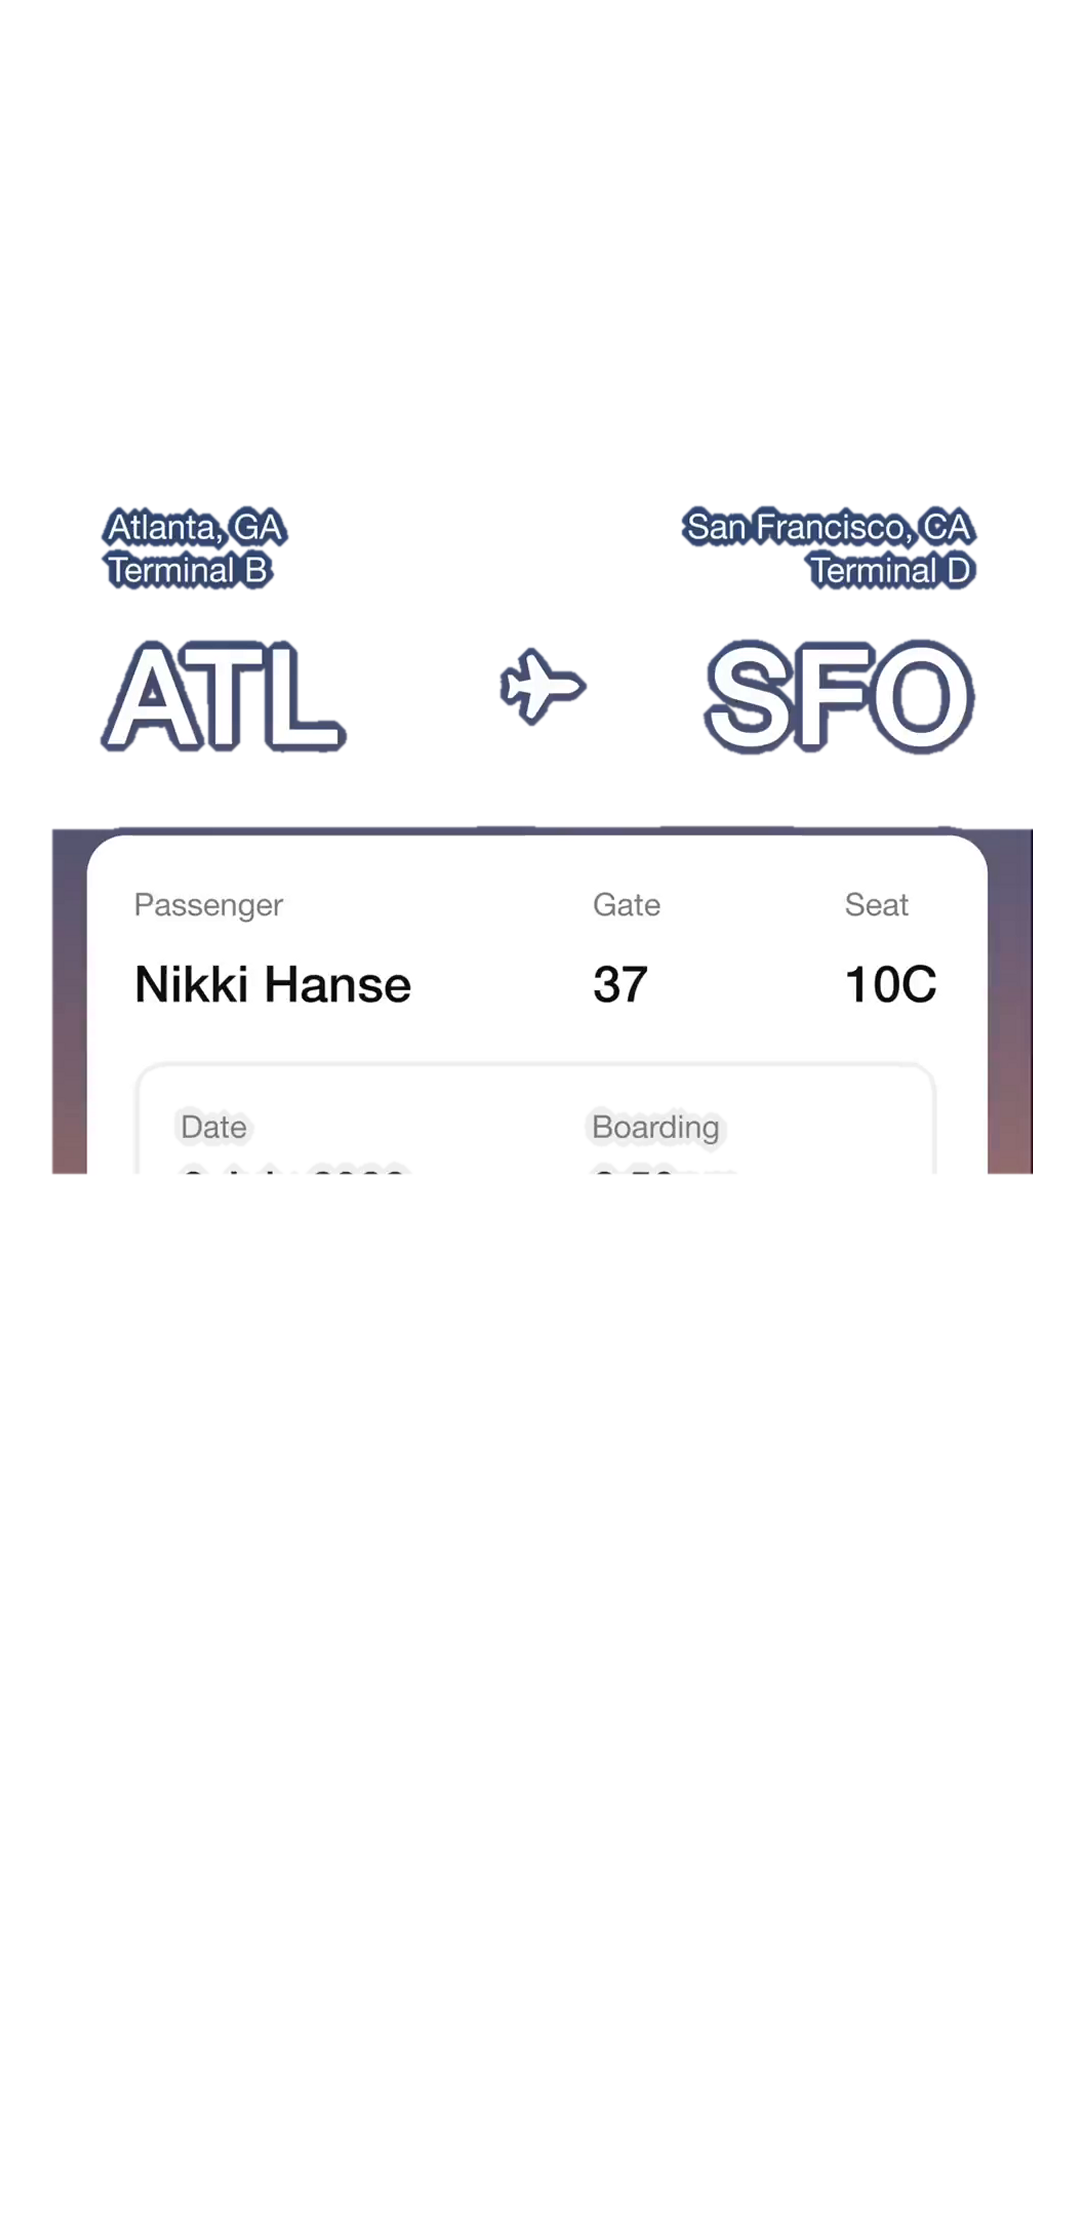 Atlanta, GA
Terminal B
San Francisco, CA
Terminal D
ATL
SFO
Passenger
Gate
Seat
Nikki Hanse
37
10C
Date
Boarding